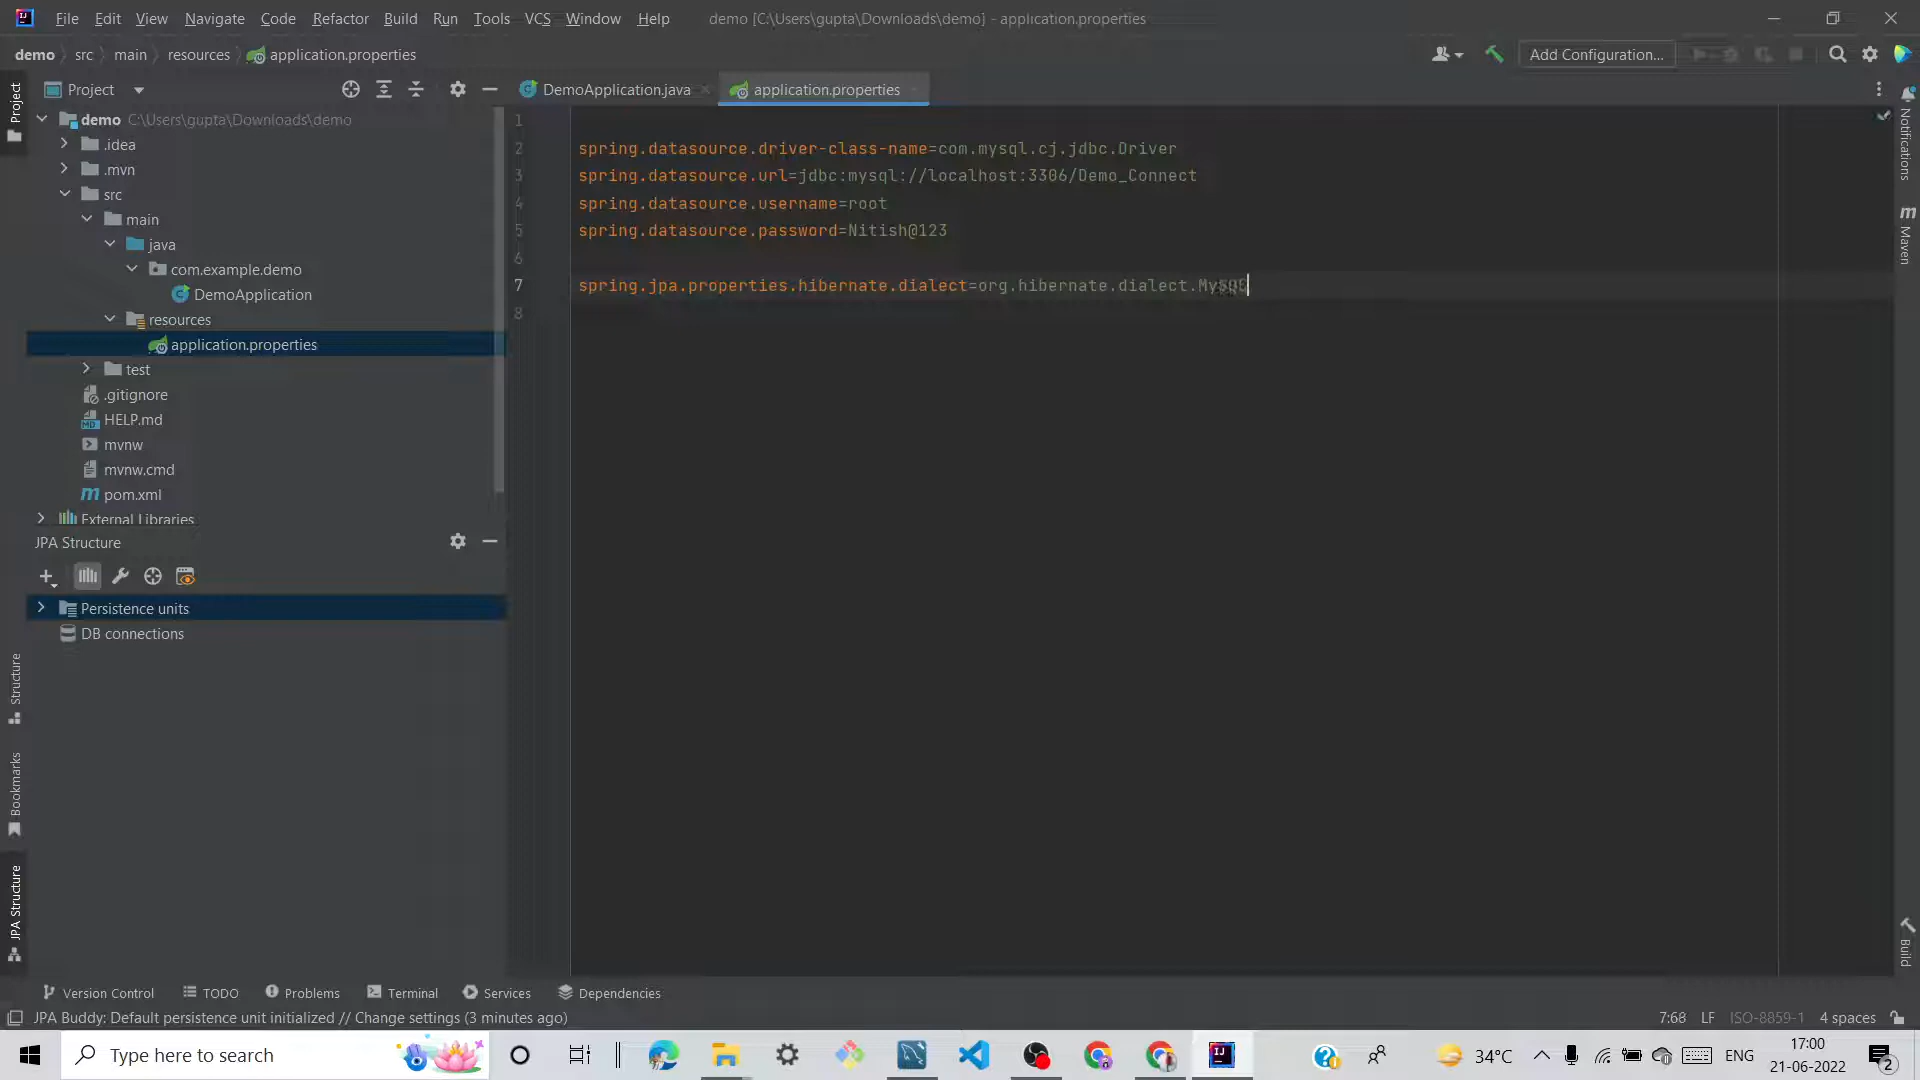 File Edit View Navigate Code Refactor Build Run Tools VCS Window Help demo [C:\Users\gupta\Downloads\demo] - application.properties
demo src main resources application.properties Add Configuration...
Project DemoApplication.java application.properties
demo C:\Users\gupta\Downloads\demo
.idea
.mvn
src
main
java
com.example.demo
DemoApplication
resources
application.properties
test
.gitignore
HELP.md
mvnw
mvnw.cmd
pom.xml
External Libraries
JPA Structure
Persistence units
DB connections
1
2 spring.datasource.driver-class-name=com.mysql.cj.jdbc.Driver
3 spring.datasource.url=jdbc:mysql://localhost:3306/Demo_Connect
4 spring.datasource.username=root
5 spring.datasource.password=Nitish@123
6
7 spring.jpa.properties.hibernate.dialect=org.hibernate.dialect.
8
Project
Structure
Bookmarks
JPA Structure
Notifications
Maven
Build
Version Control TODO Problems Terminal Services Dependencies
JPA Buddy: Default persistence unit initialized // Change settings (3 minutes ago) 7:68 LF ISO-8859-1 4 spaces
Type here to search 34°C ENG 17:00
21-06-2022 2